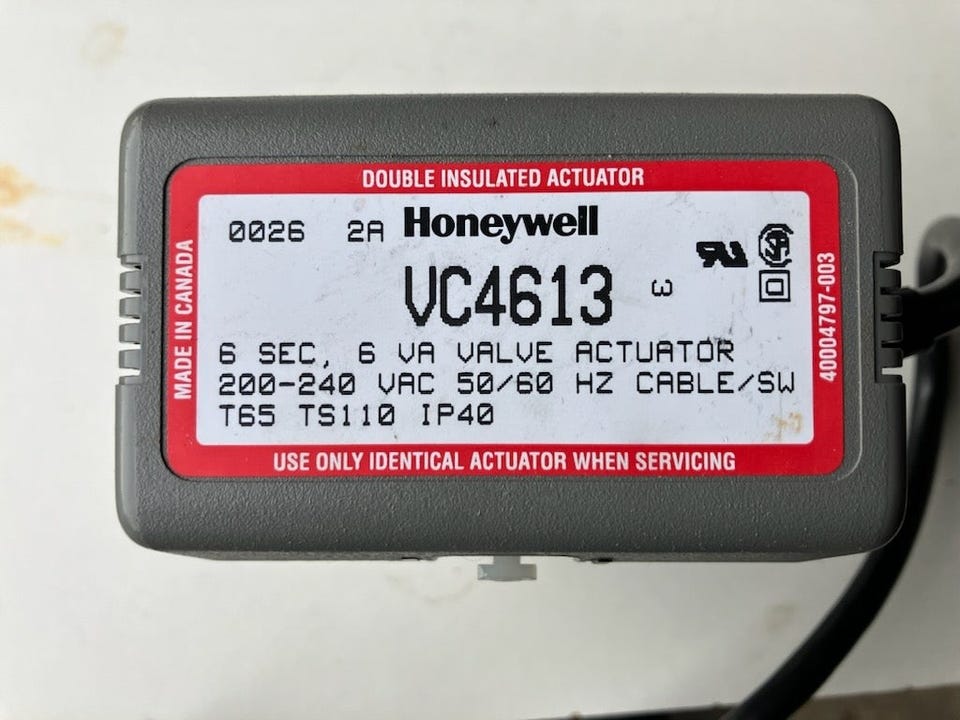 DOUBLE INSULATED ACTUATOR
0026 2A Honeywell
VC4613 3
6 SEC, 6 VA VALVE ACTUATOR
200-240 VAC 50/60 HZ CABLE/SW
T65 TS110 IP40
USE ONLY IDENTICAL ACTUATOR WHEN SERVICING
MADE IN CANADA
40004797-003